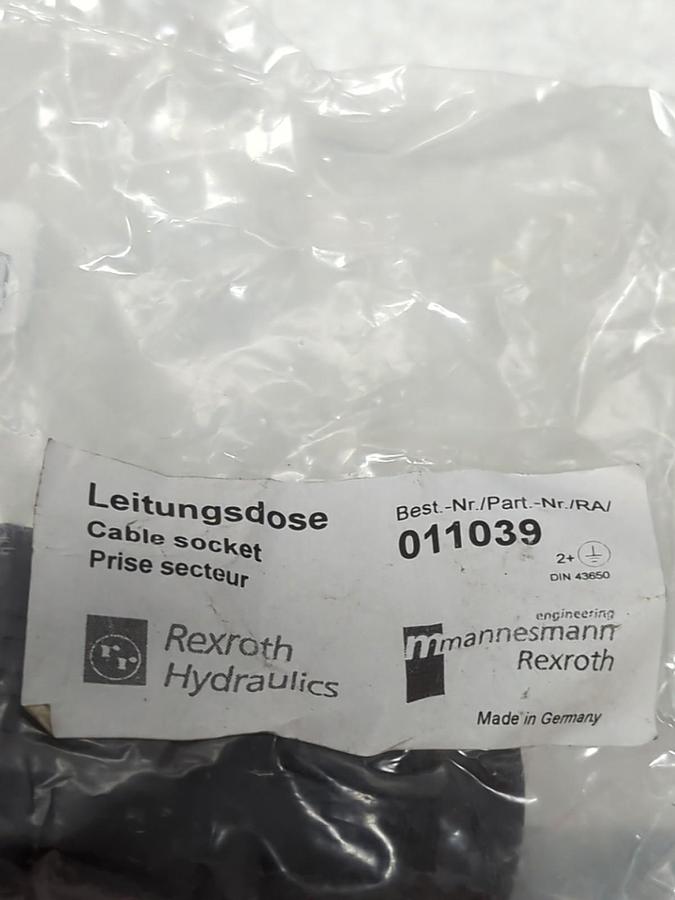 Leitungsdose
Cable socket
Prise secteur
Best.-Nr./Part.-Nr./RA/
011039
2+
DIN 43650
rr
Rexroth
Hydraulics
engineering
m mannesmann
Rexroth
Made in Germany